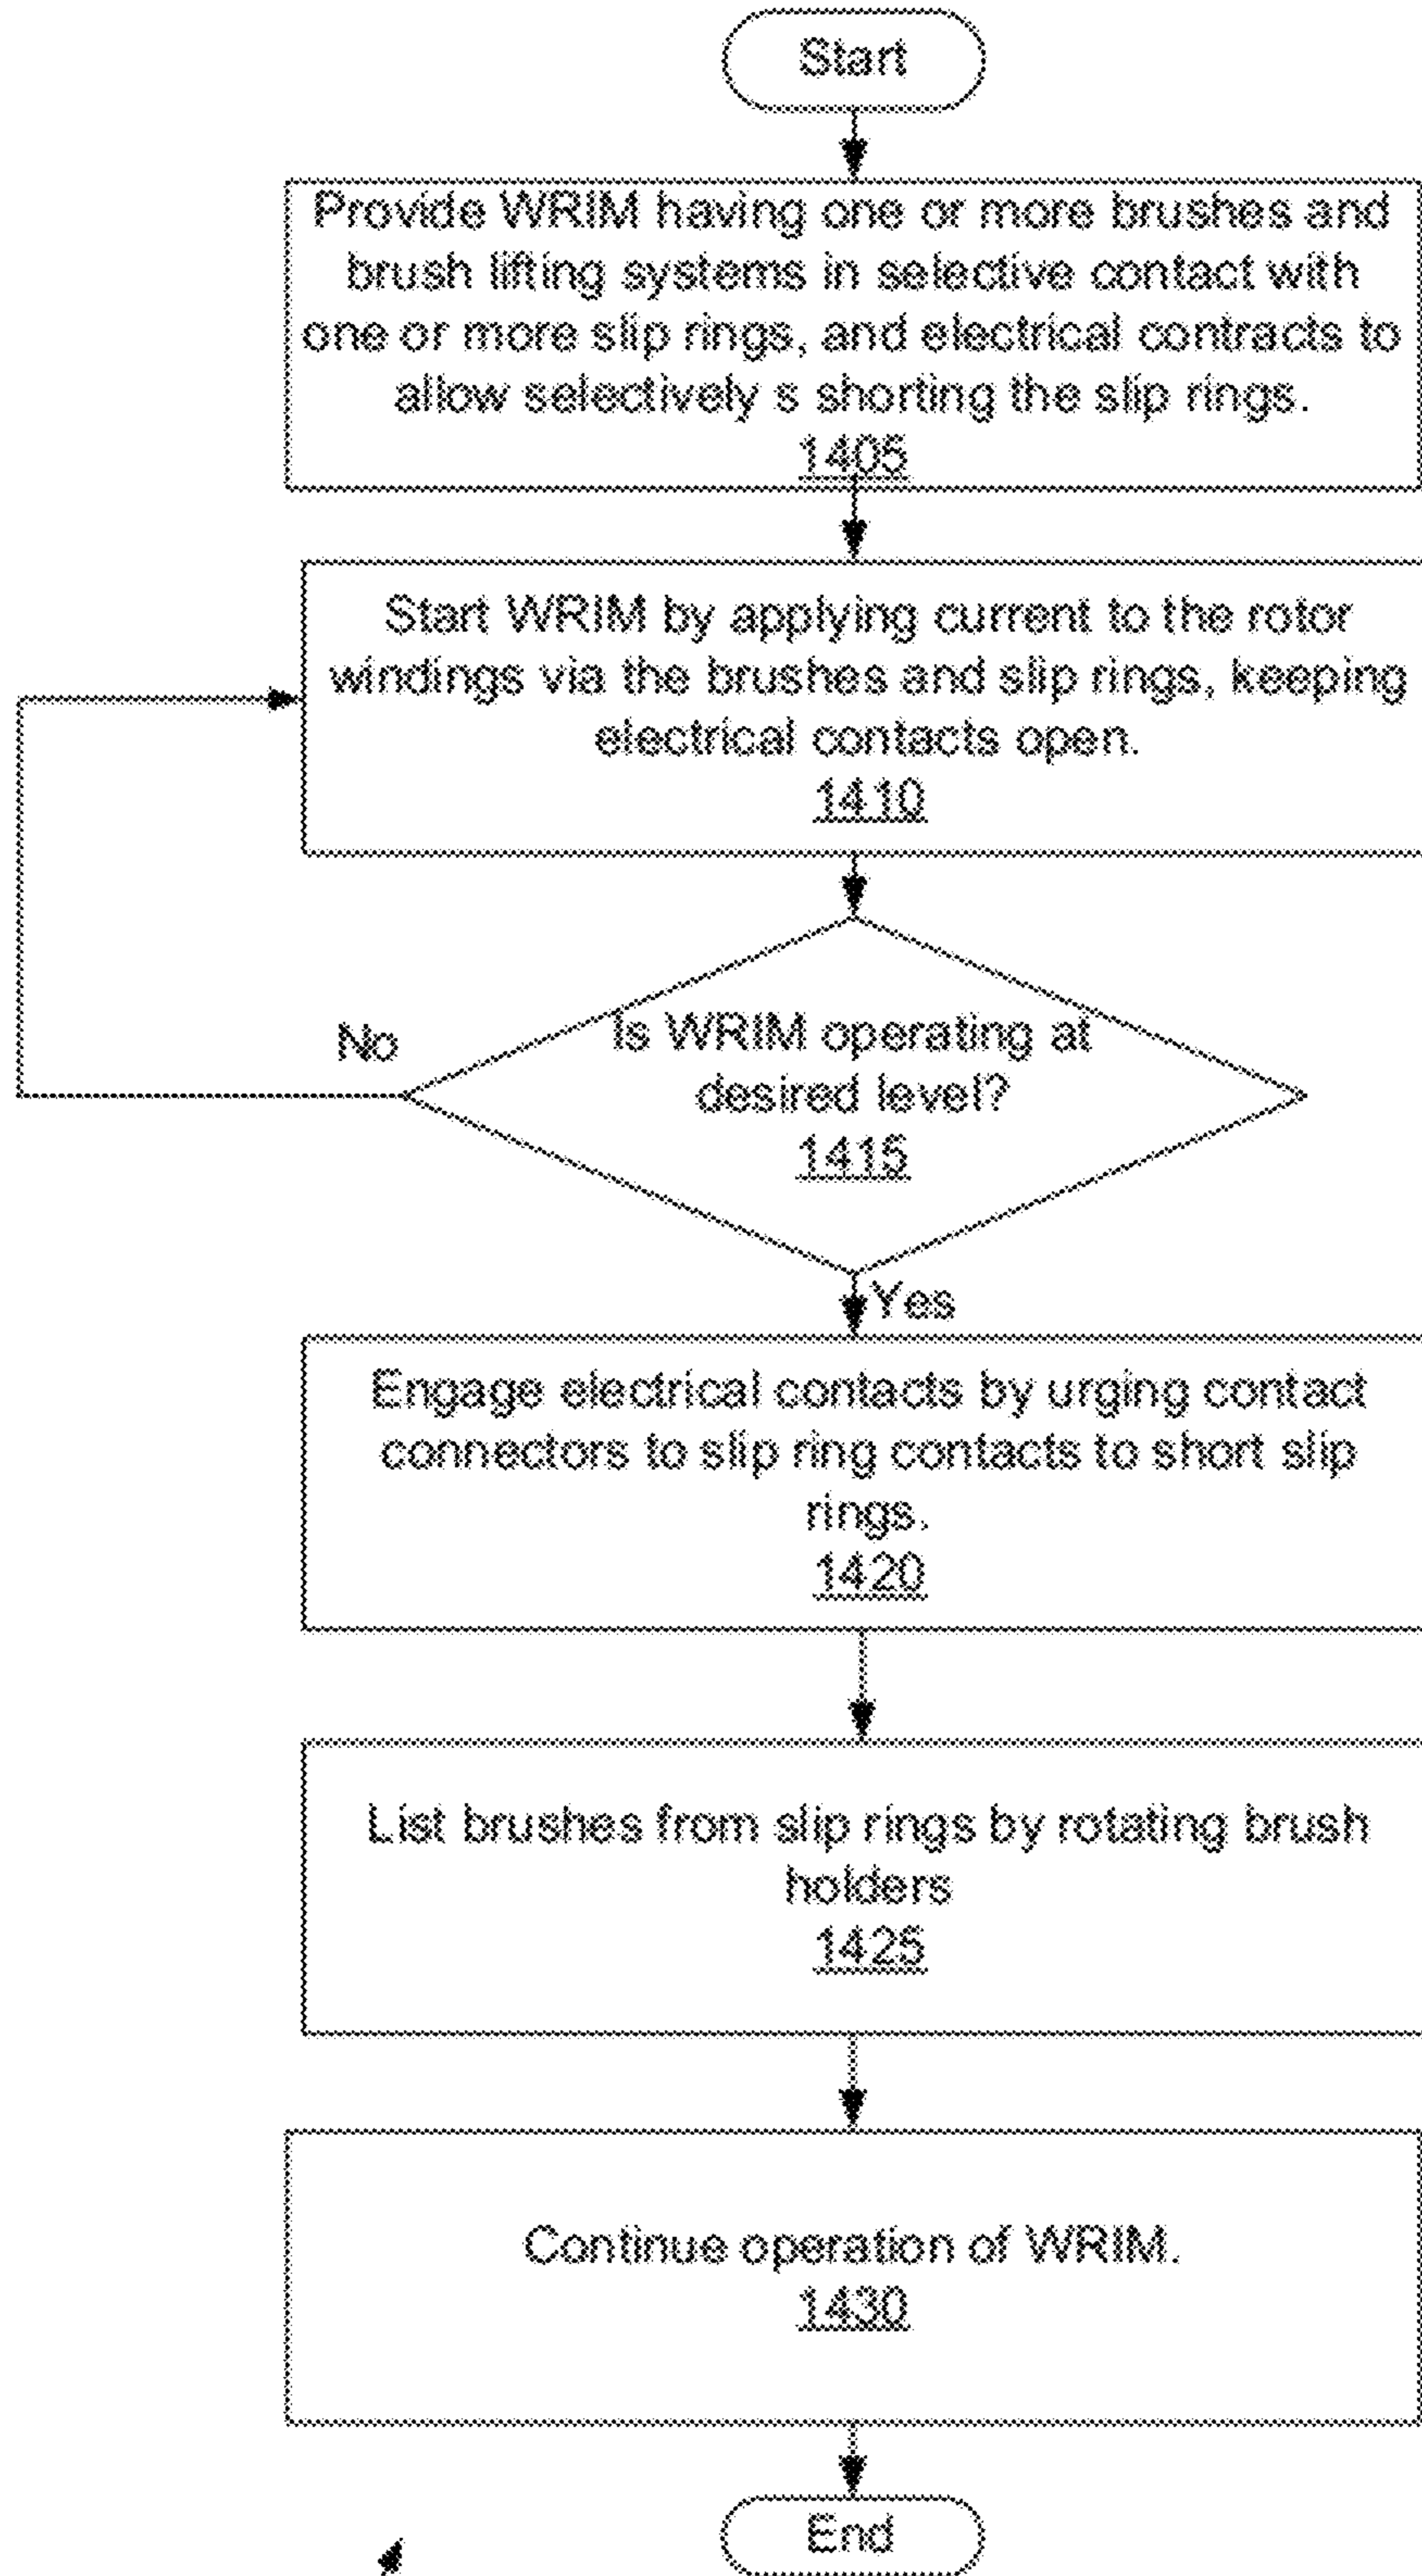 Start
Provide WRIM having one or more brushes and
brush lifting systems in selective contact with
one or more slip rings, and electrical contracts to
allow selectively s shorting the slip rings.
1405
Start WRIM by applying current to the rotor
windings via the brushes and slip rings, keeping
electrical contacts open.
1410
Is WRIM operating at
desired level?
1415
No
Yes
Engage electrical contacts by urging contact
connectors to slip ring contacts to short slip
rings.
1420
List brushes from slip rings by rotating brush
holders
1425
Continue operation of WRIM.
1430
End